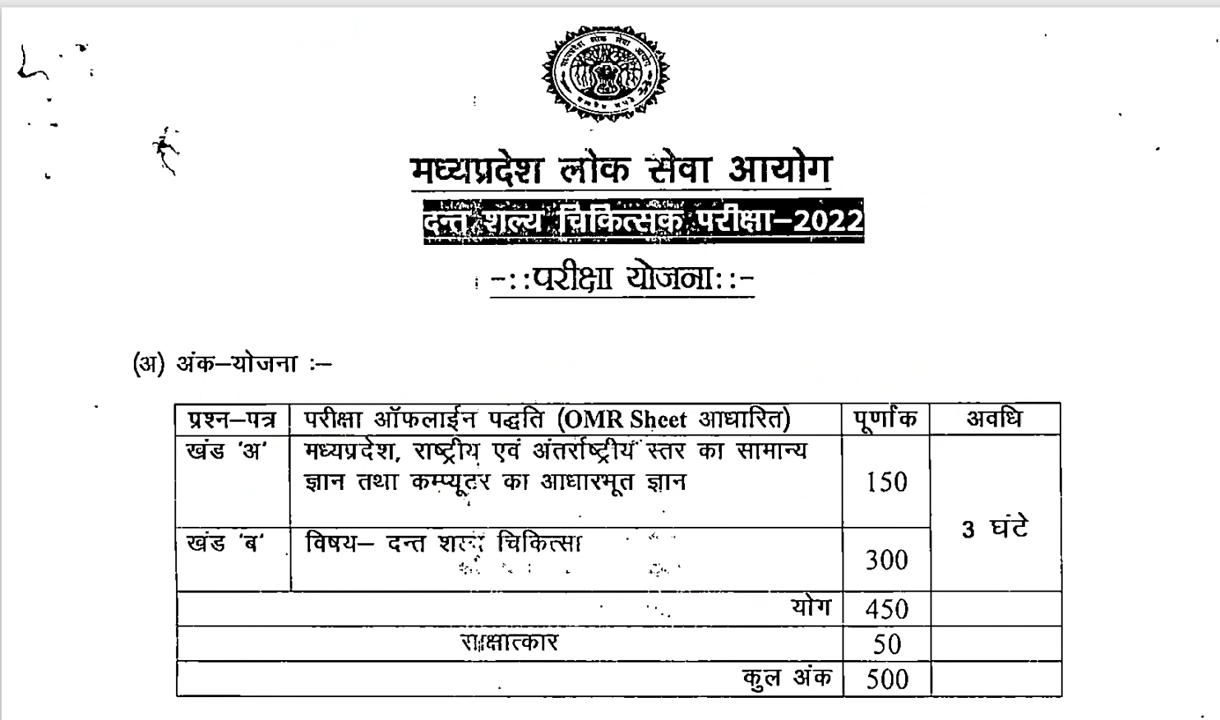 मध्यप्रदेश लोक सेवा आयोग
दन्त शल्य चिकित्सक परीक्षा–2022
-::परीक्षा योजना::-
(अ) अंक–योजना :–
प्रश्न–पत्र परीक्षा ऑफलाईन पद्धति (OMR Sheet आधारित) पूर्णांक अवधि
खंड 'अ' मध्यप्रदेश, राष्ट्रीय एवं अंतर्राष्ट्रीय स्तर का सामान्य
ज्ञान तथा कम्प्यूटर का आधारभूत ज्ञान 150
3 घंटे
खंड 'ब' विषय– दन्त शल्य चिकित्सा
300
योग 450
साक्षात्कार 50
कुल अंक 500